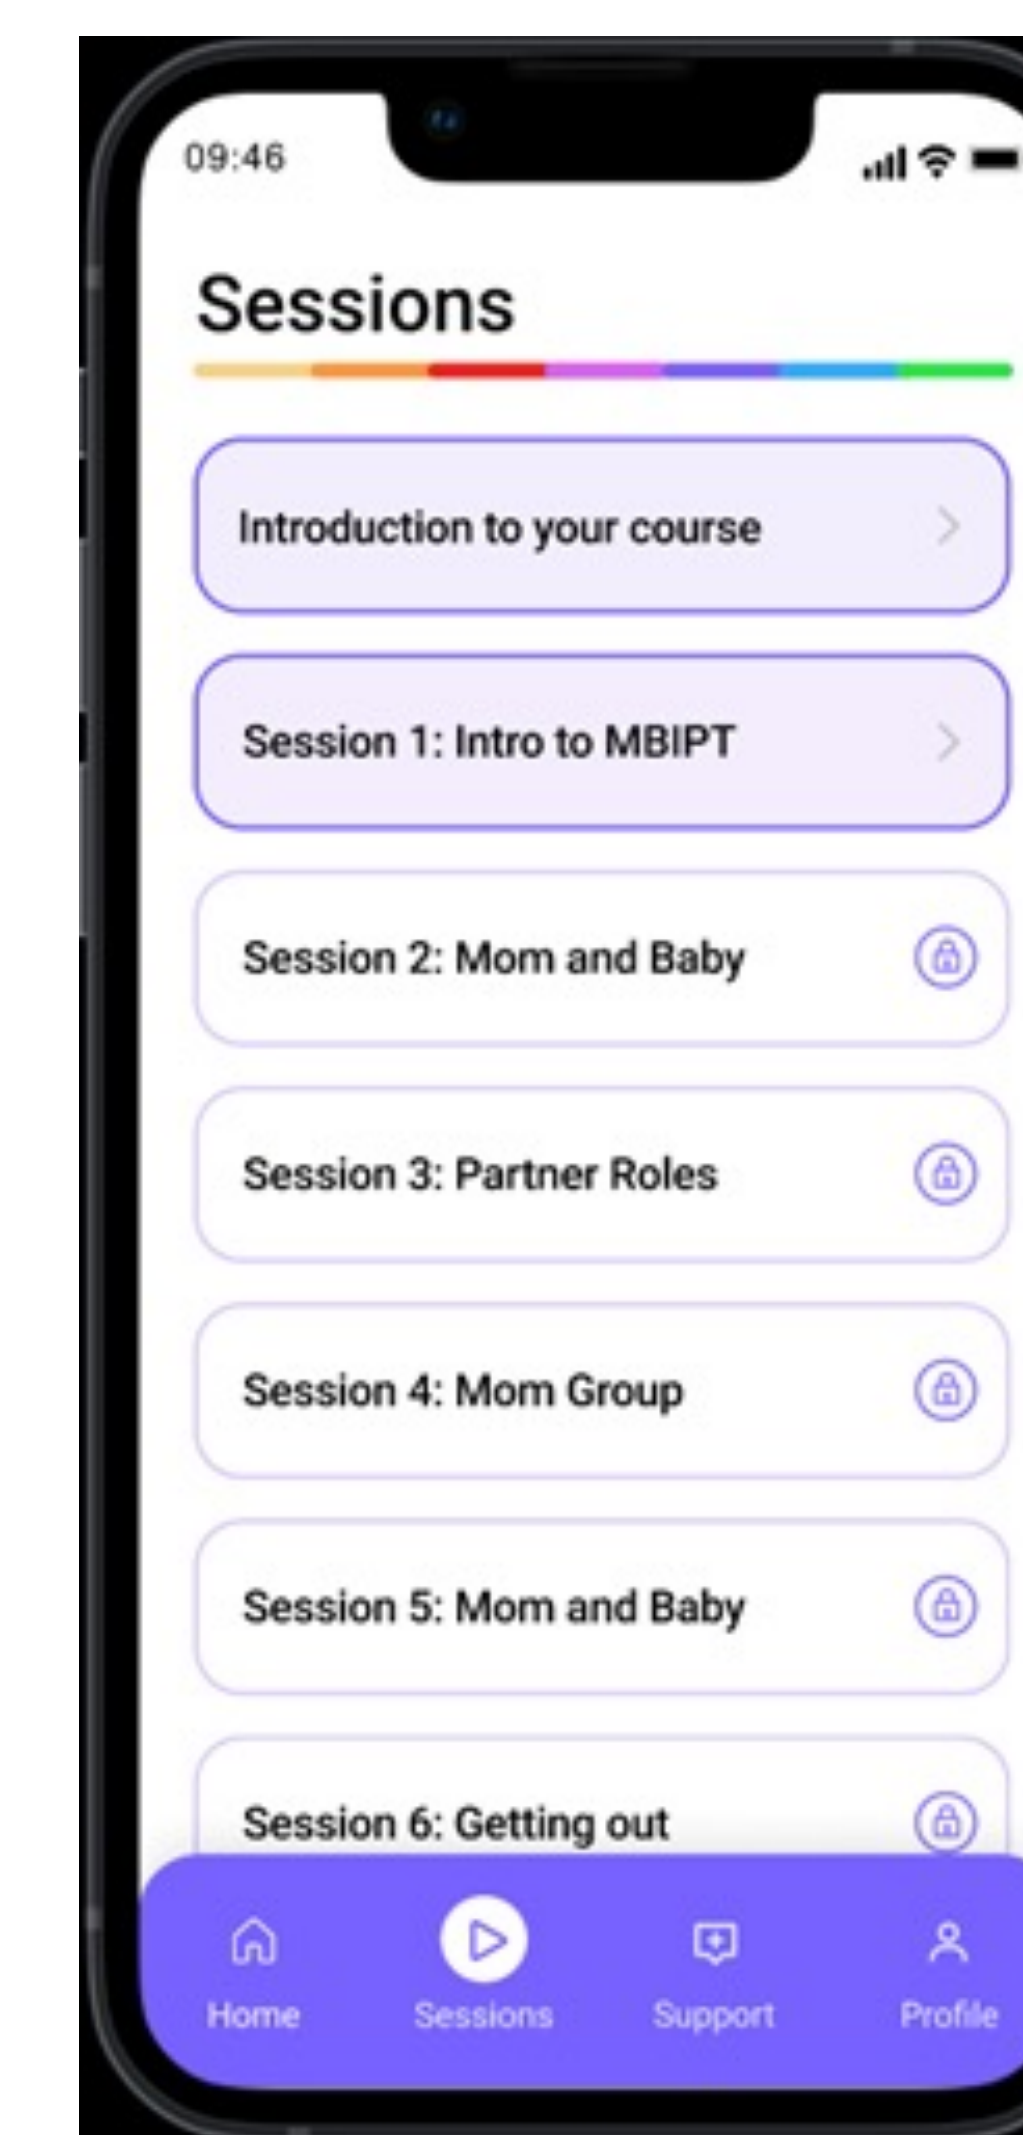 09:46
Sessions
Introduction to your course
Session 1: Intro to MBIPT
Session 2: Mom and Baby
Session 3: Partner Roles
Session 4: Mom Group
Session 5: Mom and Baby
Session 6: Getting out
Home
Sessions
Support
Profile